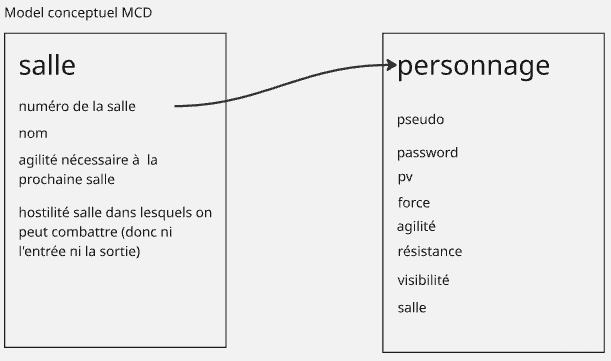 Model conceptuel MCD
salle
numéro de la salle
nom
agilité nécessaire à la
prochaine salle
hostilité salle dans lesquels on
peut combattre (donc ni
l'entrée ni la sortie)
personnage
pseudo
password
pv
force
agilité
résistance
visibilité
salle